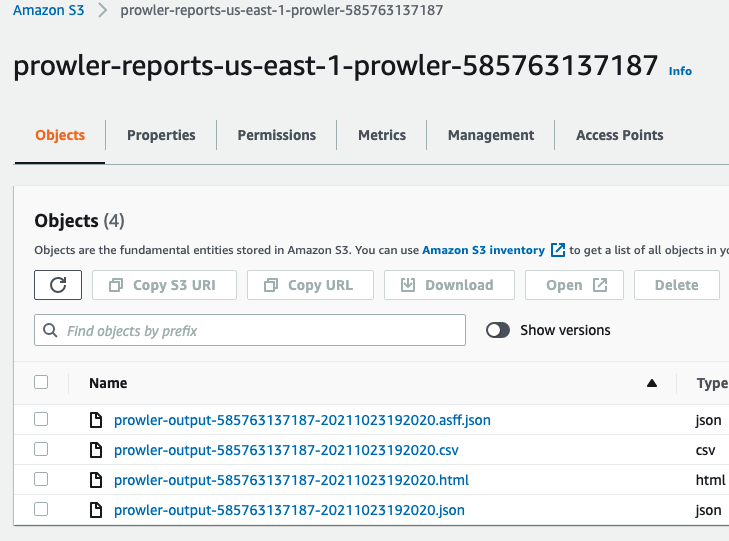 Amazon S3 > prowler-reports-us-east-1-prowler-585763137187
prowler-reports-us-east-1-prowler-585763137187 Info
Objects Properties Permissions Metrics Management Access Points
Objects (4)
Objects are the fundamental entities stored in Amazon S3. You can use Amazon S3 inventory to get a list of all objects in yo
Copy S3 URI Copy URL Download Open Delete
Find objects by prefix Show versions
Name Type
prowler-output-585763137187-20211023192020.asff.json json
prowler-output-585763137187-20211023192020.csv csv
prowler-output-585763137187-20211023192020.html html
prowler-output-585763137187-20211023192020.json json